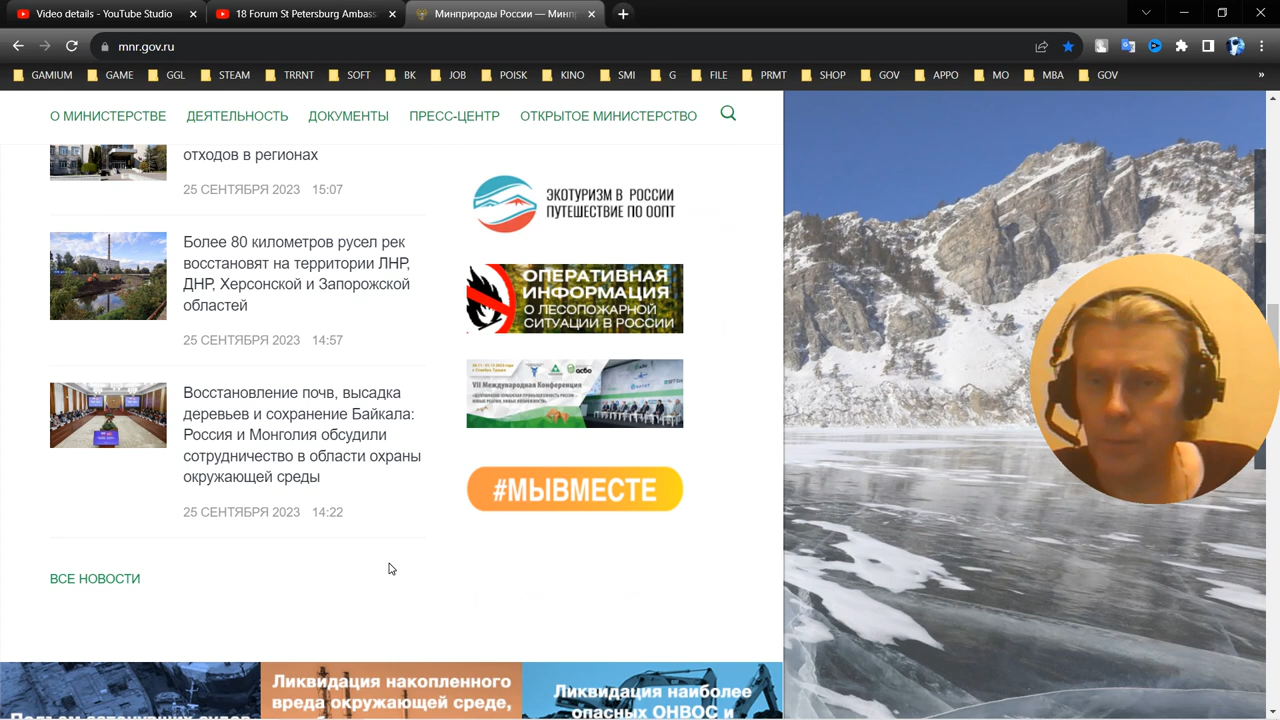 Video details - YouTube Studio
18 Forum St Petersburg Ambass
Минприроды России — Минп
mnr.gov.ru
GAMIUM GAME GGL STEAM TRRNT SOFT BK JOB POISK KINO SMI G FILE PRMT SHOP GOV APPO MO MBA GOV »
О МИНИСТЕРСТВЕ ДЕЯТЕЛЬНОСТЬ ДОКУМЕНТЫ ПРЕСС-ЦЕНТР ОТКРЫТОЕ МИНИСТЕРСТВО
отходов в регионах
25 СЕНТЯБРЯ 2023 15:07
Более 80 километров русел рек
восстановят на территории ЛНР,
ДНР, Херсонской и Запорожской
областей
25 СЕНТЯБРЯ 2023 14:57
Восстановление почв, высадка
деревьев и сохранение Байкала:
Россия и Монголия обсудили
сотрудничество в области охраны
окружающей среды
25 СЕНТЯБРЯ 2023 14:22
ВСЕ НОВОСТИ
ЭКОТУРИЗМ В РОССИИ
ПУТЕШЕСТВИЕ ПО ООПТ
ОПЕРАТИВНАЯ
ИНФОРМАЦИЯ
О ЛЕСОПОЖАРНОЙ
СИТУАЦИИ В РОССИИ
VII Международная Конференция
#МЫВМЕСТЕ
Ликвидация накопленного
вреда окружающей среде,
Ликвидация наиболее
опасных ОНВОС и